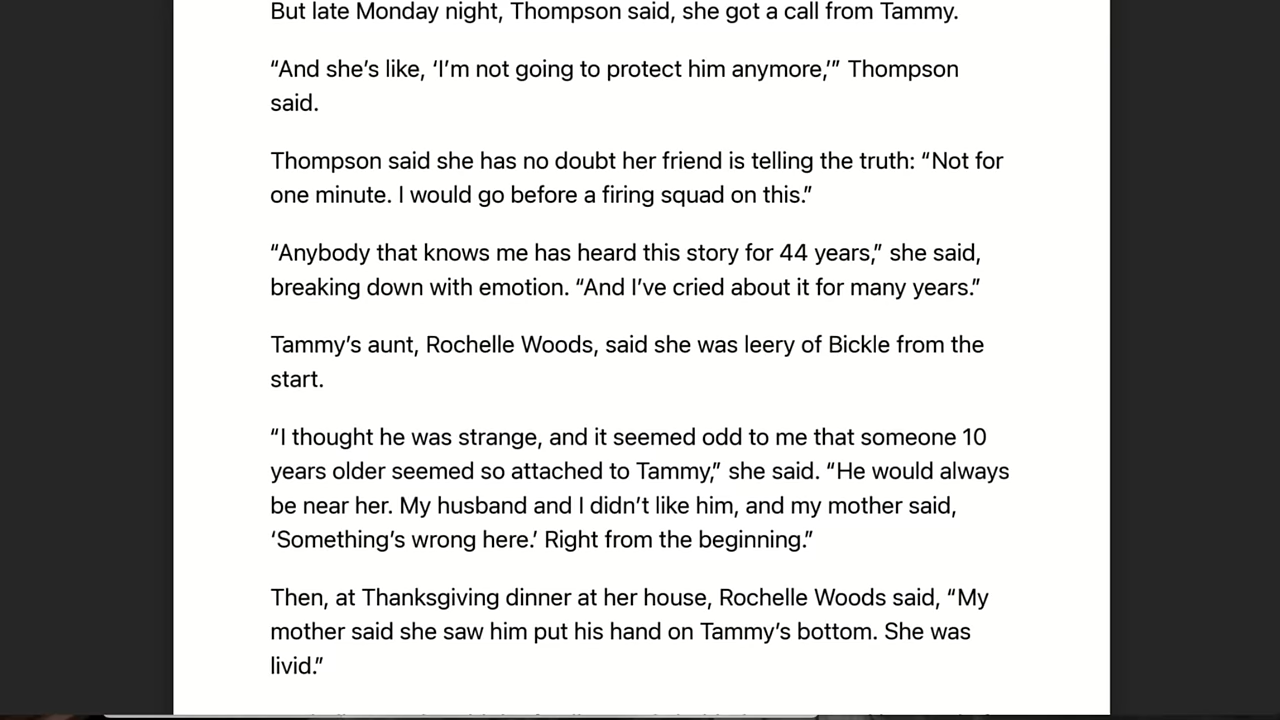 But late Monday night, Thompson said, she got a call from Tammy.
“And she’s like, ‘I’m not going to protect him anymore,’” Thompson
said.
Thompson said she has no doubt her friend is telling the truth: “Not for
one minute. I would go before a firing squad on this.”
“Anybody that knows me has heard this story for 44 years,” she said,
breaking down with emotion. “And I’ve cried about it for many years.”
Tammy’s aunt, Rochelle Woods, said she was leery of Bickle from the
start.
“I thought he was strange, and it seemed odd to me that someone 10
years older seemed so attached to Tammy,” she said. “He would always
be near her. My husband and I didn’t like him, and my mother said,
‘Something’s wrong here.’ Right from the beginning.”
Then, at Thanksgiving dinner at her house, Rochelle Woods said, “My
mother said she saw him put his hand on Tammy’s bottom. She was
livid.”